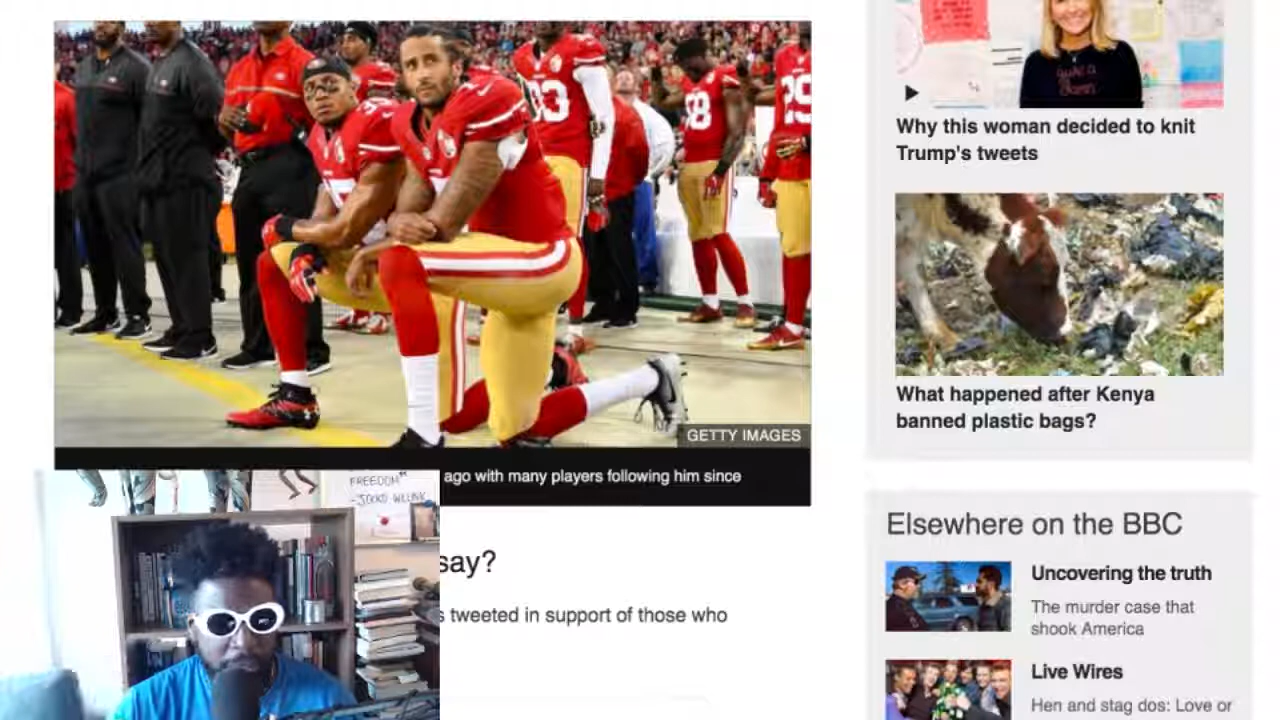 GETTY IMAGES
ago with many players following him since
FREEDOM"
-JOCKO WILLINK
say?
s tweeted in support of those who
Why this woman decided to knit
Trump's tweets
What happened after Kenya
banned plastic bags?
Elsewhere on the BBC
Uncovering the truth
The murder case that
shook America
Live Wires
Hen and stag dos: Love or